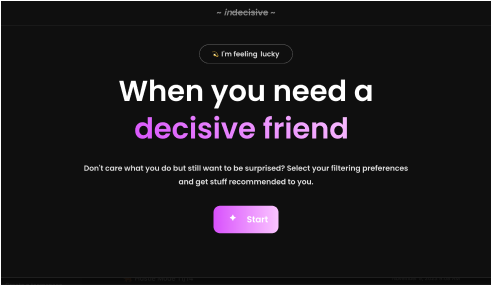 ~ indecisive ~
I'm feeling lucky
When you need a
decisive friend
Don't care what you do but still want to be surprised? Select your filtering preferences
and get stuff recommended to you.
Start